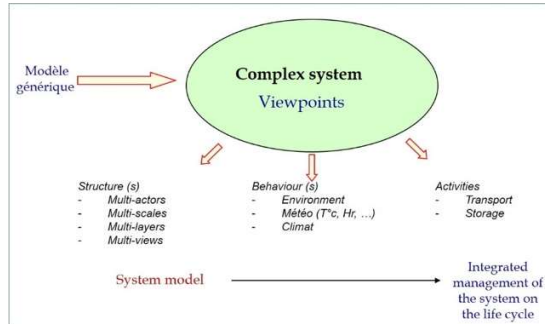 Modèle
générique
Complex system
Viewpoints
Structure (s)
- Multi-actors
- Multi-scales
- Multi-layers
- Multi-views
Behaviour (s)
- Environment
- Météo (T°c, Hr, ...)
- Climat
Activities
- Transport
- Storage
System model
Integrated
management of
the system on
the life cycle